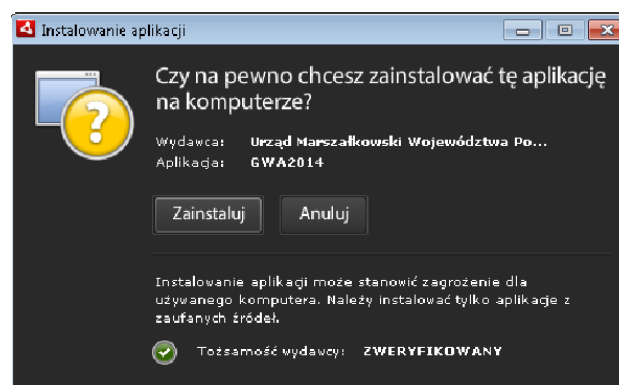 Instalowanie aplikacji
Czy na pewno chcesz zainstalować tę aplikację
na komputerze?
Wydawca: Urząd Marszałkowski Województwa Po...
Aplikacja: GWA2014
Zainstaluj Anuluj
Instalowanie aplikacji może stanowić zagrożenie dla
używanego komputera. Należy instalować tylko aplikacje z
zaufanych źródeł.
Tożsamość wydawcy: ZWERYFIKOWANY